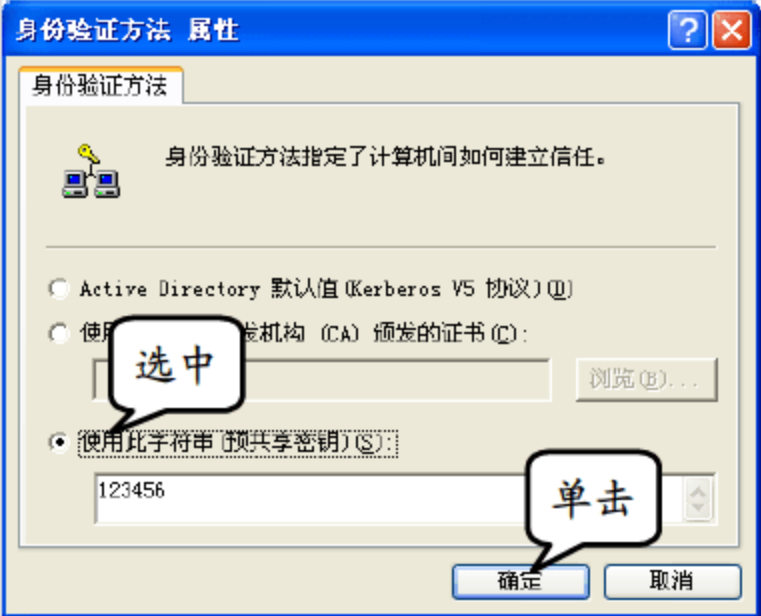 身份验证方法 属性
身份验证方法
身份验证方法指定了计算机间如何建立信任。
Active Directory 默认值(Kerberos V5 协议)(D)
使 发机构 (CA) 颁发的证书(C):
选中
浏览(B)...
使用此字符串(预共享密钥)(S):
123456
单击
确定
取消